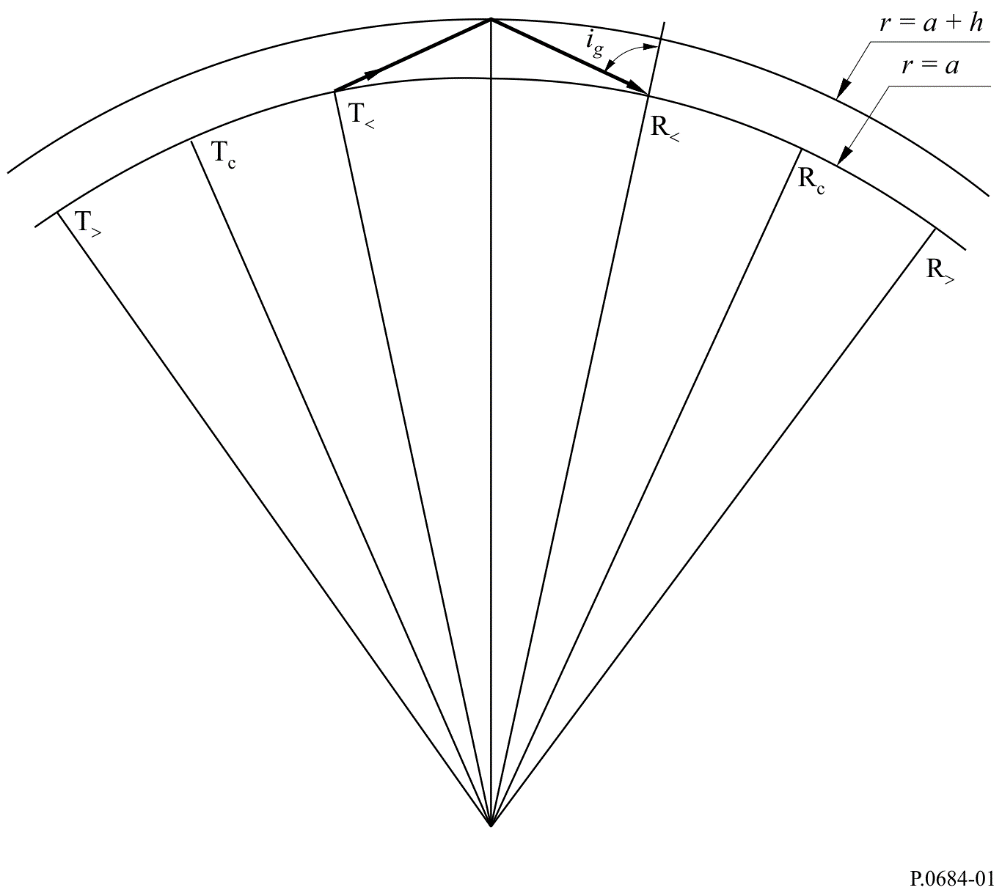 r = a + h
i_g
r = a
T_<
R_<
T_c
R_c
T_>
R_>
P.0684-01